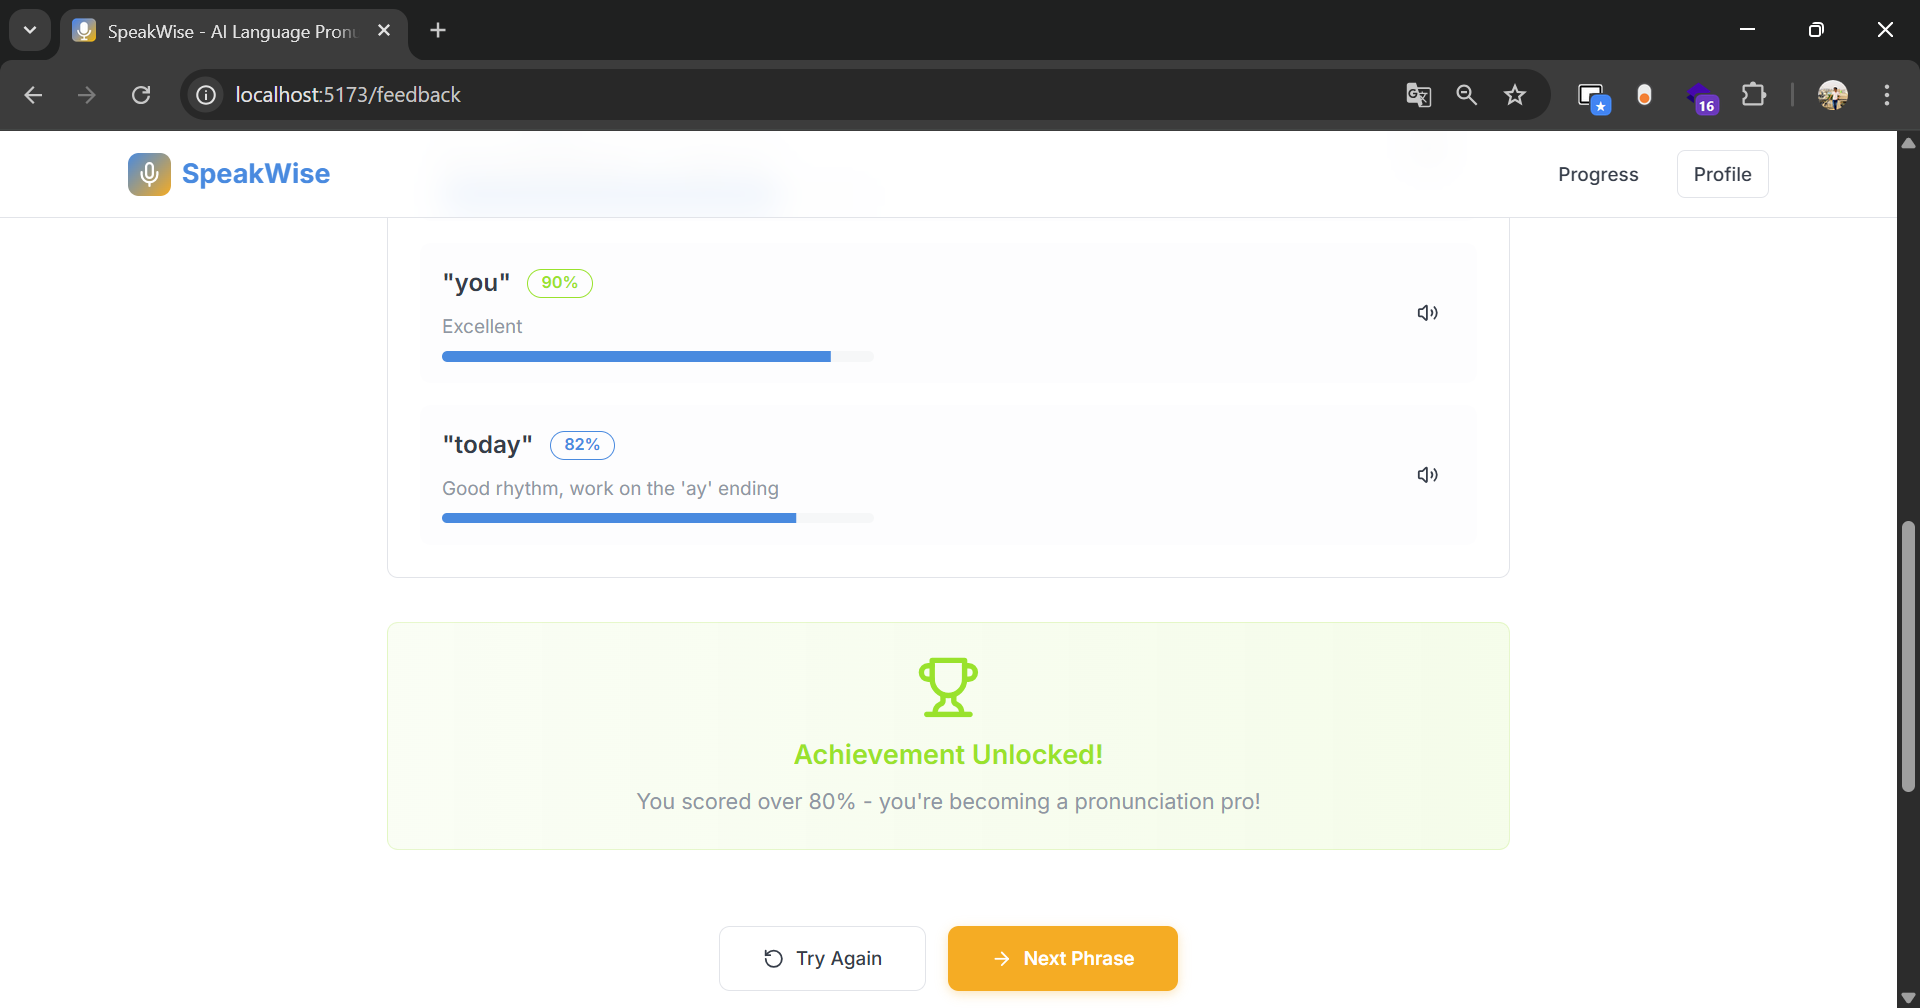 SpeakWise - AI Language Pron
localhost:5173/feedback
16
SpeakWise
Progress
Profile
"you" 90%
Excellent
"today" 82%
Good rhythm, work on the 'ay' ending
Achievement Unlocked!
You scored over 80% - you're becoming a pronunciation pro!
Try Again
Next Phrase